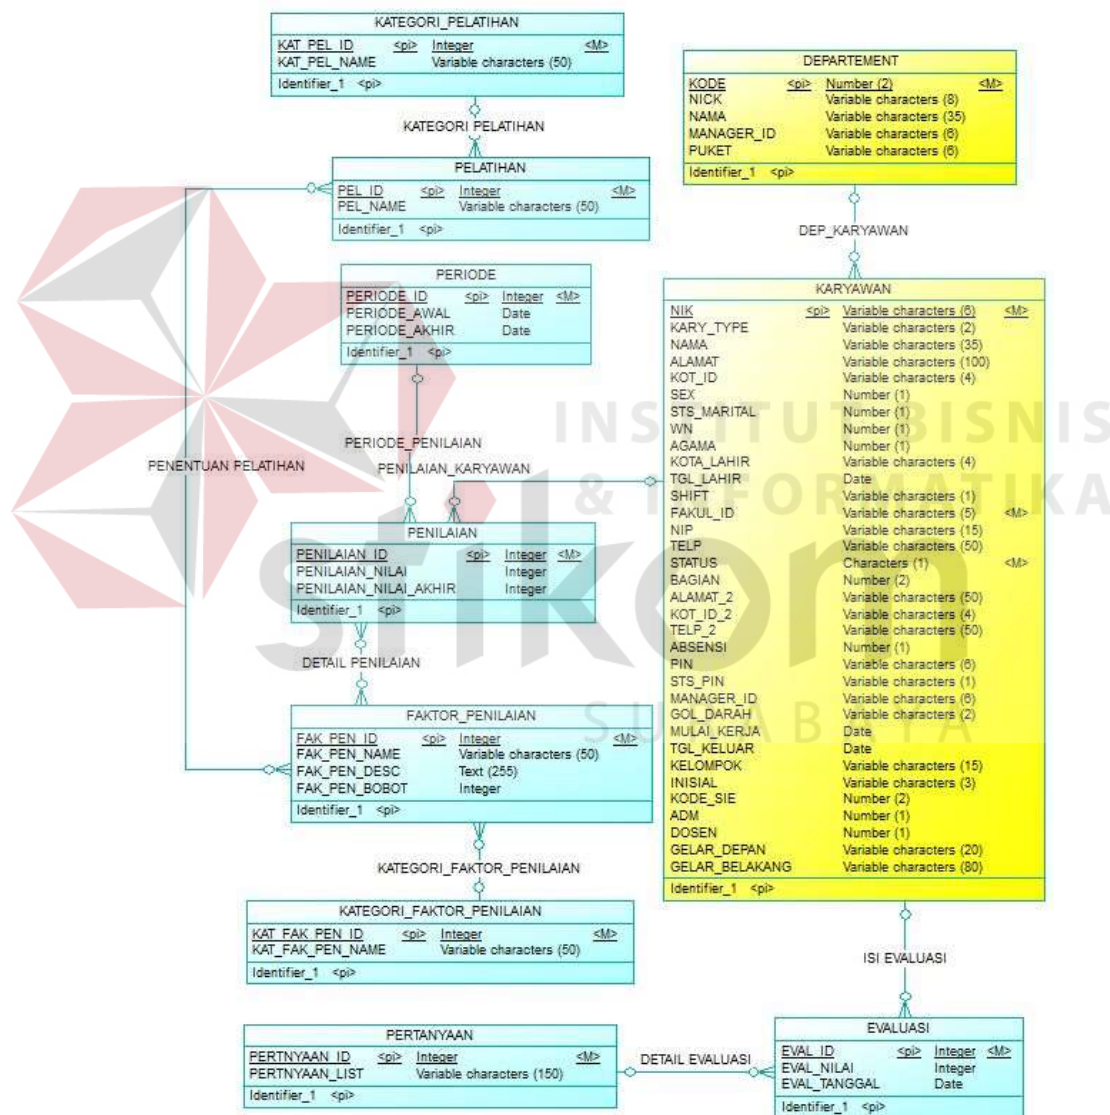 KATEGORI_PELATIHAN
KAT_PEL_ID <pi> Integer <M>
KAT_PEL_NAME Variable characters (50)
Identifier_1 <pi>
KATEGORI PELATIHAN
PELATIHAN
PEL_ID <pi> Integer <M>
PEL_NAME Variable characters (50)
Identifier_1 <pi>
DEPARTEMENT
KODE <pi> Number (2) <M>
NICK Variable characters (8)
NAMA Variable characters (35)
MANAGER_ID Variable characters (6)
PUKET Variable characters (6)
Identifier_1 <pi>
DEP_KARYAWAN
PERIODE
PERIODE_ID <pi> Integer <M>
PERIODE_AWAL Date
PERIODE_AKHIR Date
Identifier_1 <pi>
PERIODE_PENILAIAN
PENILAIAN_KARYAWAN
PENENTUAN PELATIHAN
KARYAWAN
NIK <pi> Variable characters (6) <M>
KARY_TYPE Variable characters (2)
NAMA Variable characters (35)
ALAMAT Variable characters (100)
KOT_ID Variable characters (4)
SEX Number (1)
STS_MARITAL Number (1)
WN Number (1)
AGAMA Number (1)
KOTA_LAHIR Variable characters (4)
TGL_LAHIR Date
SHIFT Variable characters (1)
FAKUL_ID Variable characters (5) <M>
NIP Variable characters (15)
TELP Variable characters (50)
STATUS Characters (1) <M>
BAGIAN Number (2)
ALAMAT_2 Variable characters (50)
KOT_ID_2 Variable characters (4)
TELP_2 Variable characters (50)
ABSENSI Number (1)
PIN Variable characters (6)
STS_PIN Variable characters (1)
MANAGER_ID Variable characters (6)
GOL_DARAH Variable characters (2)
MULAI_KERJA Date
TGL_KELUAR Date
KELOMPOK Variable characters (15)
INISIAL Variable characters (3)
KODE_SIE Number (2)
ADM Number (1)
DOSEN Number (1)
GELAR_DEPAN Variable characters (20)
GELAR_BELAKANG Variable characters (80)
Identifier_1 <pi>
PENILAIAN
PENILAIAN_ID <pi> Integer <M>
PENILAIAN_NILAI Integer
PENILAIAN_NILAI_AKHIR Integer
Identifier_1 <pi>
DETAIL PENILAIAN
FAKTOR_PENILAIAN
FAK_PEN_ID <pi> Integer <M>
FAK_PEN_NAME Variable characters (50)
FAK_PEN_DESC Text (255)
FAK_PEN_BOBOT Integer
Identifier_1 <pi>
KATEGORI_FAKTOR_PENILAIAN
KATEGORI_FAKTOR_PENILAIAN
KAT_FAK_PEN_ID <pi> Integer <M>
KAT_FAK_PEN_NAME Variable characters (50)
Identifier_1 <pi>
ISI EVALUASI
PERTANYAAN
PERTNYAAN_ID <pi> Integer <M>
PERTNYAAN_LIST Variable characters (150)
Identifier_1 <pi>
DETAIL EVALUASI
EVALUASI
EVAL_ID <pi> Integer <M>
EVAL_NILAI Integer
EVAL_TANGGAL Date
Identifier_1 <pi>
INSTITUT BISNIS
& INFORMATIKA
stikom
SURABAYA